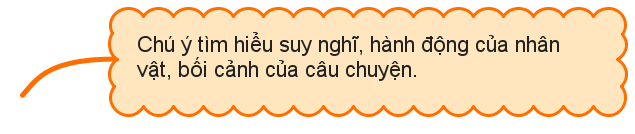 Chú ý tìm hiểu suy nghĩ, hành động của nhân
vật, bối cảnh của câu chuyện.